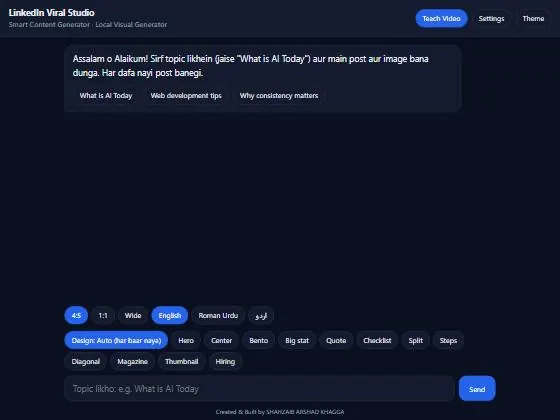 LinkedIn Viral Studio
Smart Content Generator · Local Visual Generator
Teach Video Settings Theme
Assalam o Alaikum! Sirf topic likhein (jaise "What is AI Today") aur main post aur image bana
dunga. Har dafa nayi post banegi.
What is AI Today Web development tips Why consistency matters
4:5 1:1 Wide English Roman Urdu اردو
Design: Auto (har baar naya) Hero Center Bento Big stat Quote Checklist Split Steps
Diagonal Magazine Thumbnail Hiring
Topic likho: e.g. What is AI Today Send
Created & Built by SHAHZAIB ARSHAD KHAGGA